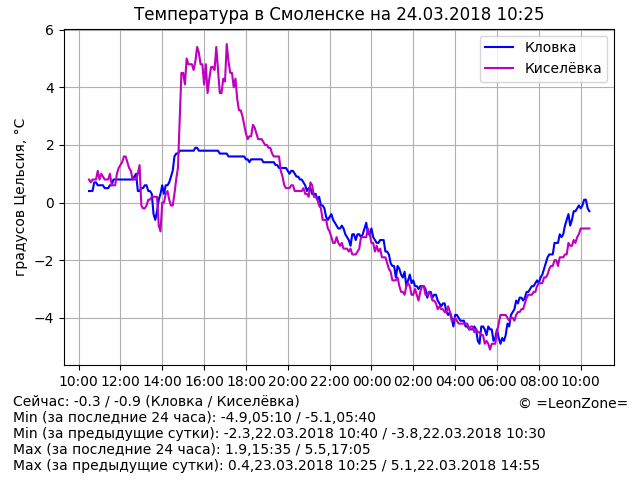 Температура в Смоленске на 24.03.2018 10:25
градусов Цельсия, °C
6
4
2
0
−2
−4
Кловка
Киселёвка
10:00 12:00 14:00 16:00 18:00 20:00 22:00 00:00 02:00 04:00 06:00 08:00 10:00
Сейчас: -0.3 / -0.9 (Кловка / Киселёвка)
© =LeonZone=
Min (за последние 24 часа): -4.9,05:10 / -5.1,05:40
Min (за предыдущие сутки): -2.3,22.03.2018 10:40 / -3.8,22.03.2018 10:30
Max (за последние 24 часа): 1.9,15:35 / 5.5,17:05
Max (за предыдущие сутки): 0.4,23.03.2018 10:25 / 5.1,22.03.2018 14:55